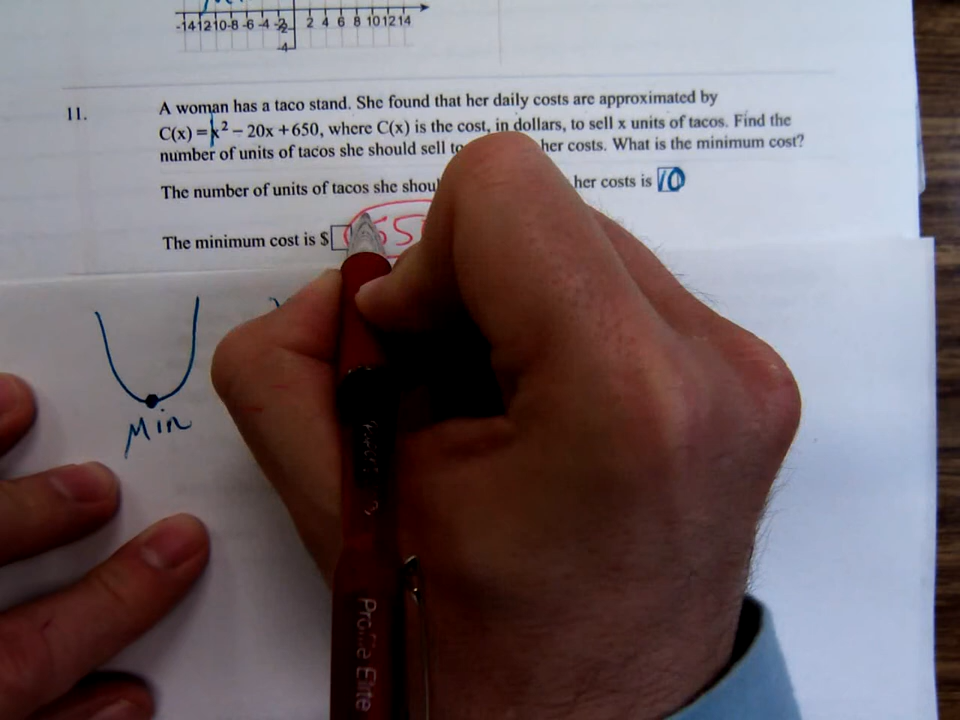 -14 12 10 -8 -6 -4 -2 2 4 6 8 10 12 14
-2
-4
11.
A woman has a taco stand. She found that her daily costs are approximated by
C(x) = x² − 20x + 650, where C(x) is the cost, in dollars, to sell x units of tacos. Find the
number of units of tacos she should sell to her costs. What is the minimum cost?
The number of units of tacos she her costs is 10
The minimum cost is $ 55
Min
Profile Elite